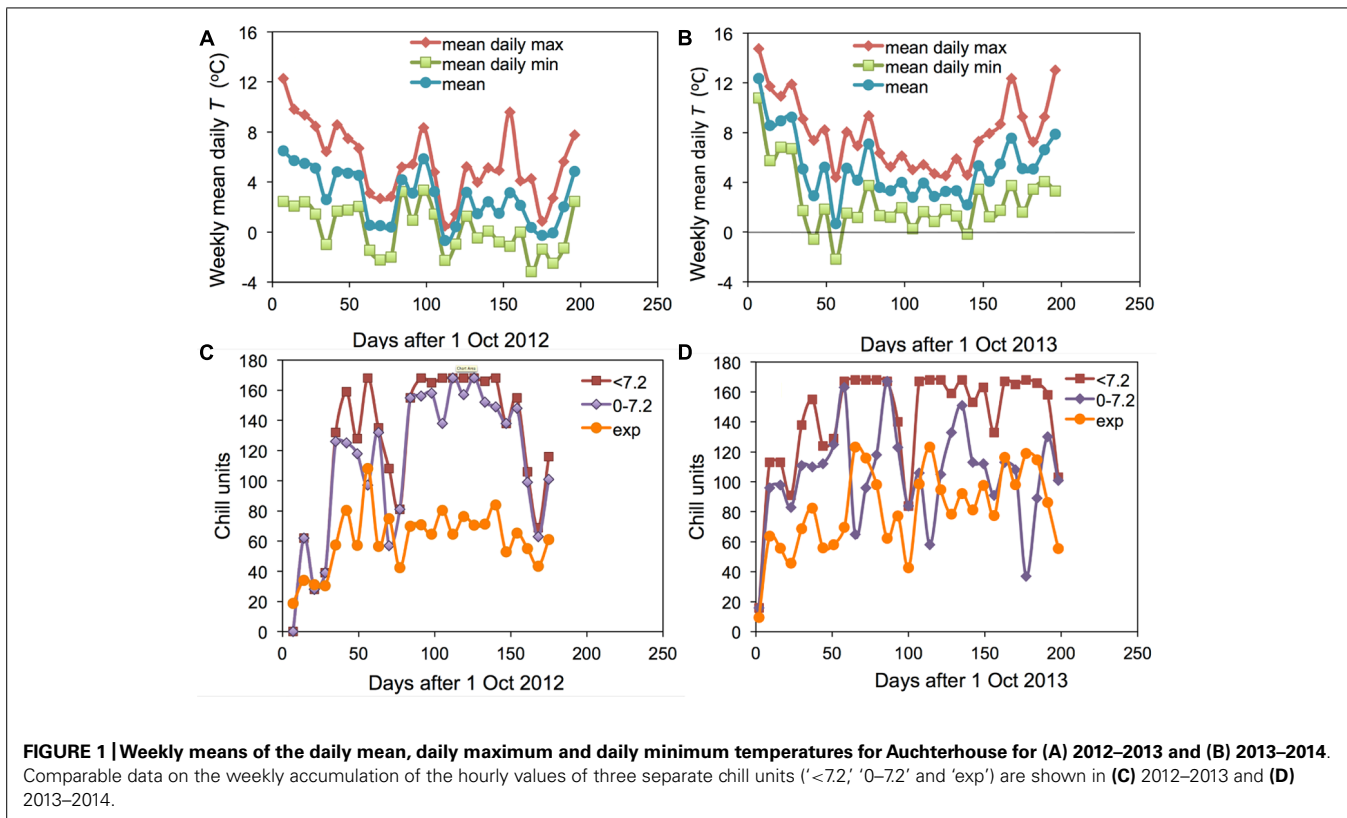 A
mean daily max
mean daily min
mean
Weekly mean daily T (oC)
16
12
8
4
0
-4
0 50 100 150 200 250
Days after 1 Oct 2012
B
mean daily max
mean daily min
mean
Weekly mean daily T (oC)
16
12
8
4
0
-4
0 50 100 150 200 250
Days after 1 Oct 2013
C
<7.2
0-7.2
exp
Chart Area
Chill units
180
160
140
120
100
80
60
40
20
0
0 50 100 150 200 250
Days after 1 Oct 2012
D
<7.2
0-7.2
exp
Chill units
180
160
140
120
100
80
60
40
20
0
0 50 100 150 200 250
Days after 1 Oct 2013
FIGURE 1 | Weekly means of the daily mean, daily maximum and daily minimum temperatures for Auchterhouse for (A) 2012–2013 and (B) 2013–2014.
Comparable data on the weekly accumulation of the hourly values of three separate chill units ('<7.2,' '0–7.2' and 'exp') are shown in (C) 2012–2013 and (D)
2013–2014.